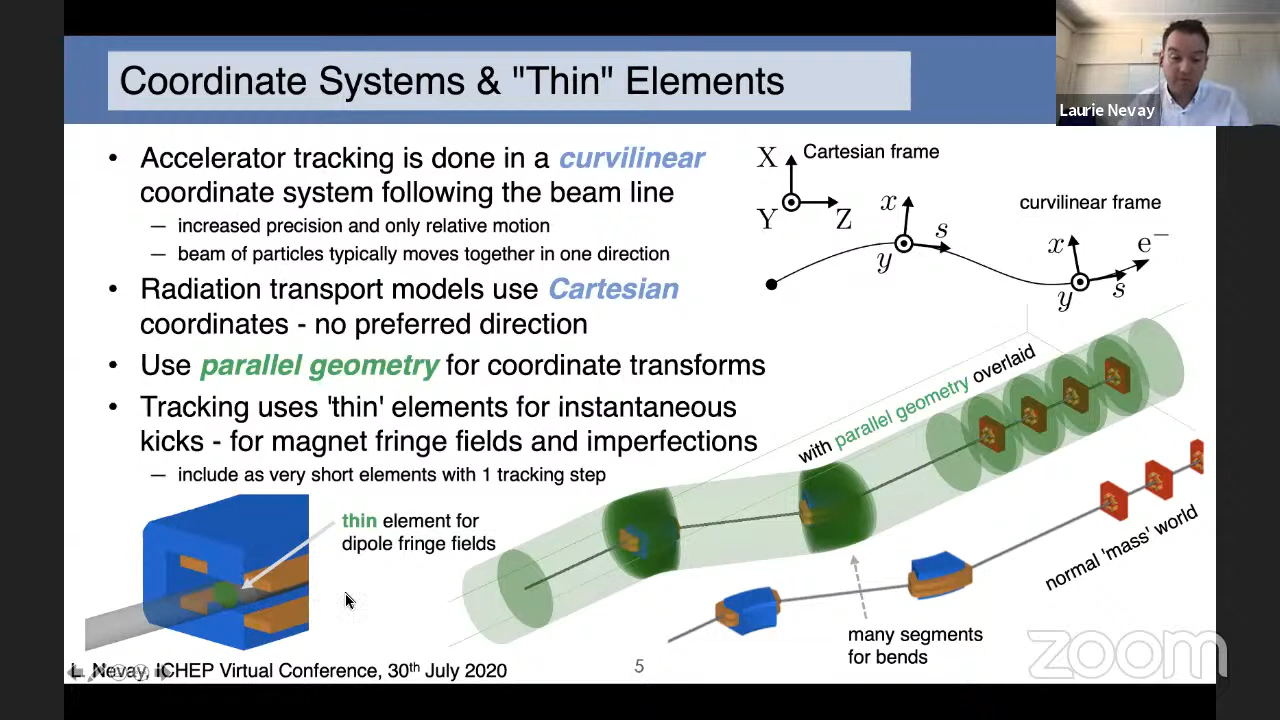 Coordinate Systems & "Thin" Elements
Laurie Nevay
• Accelerator tracking is done in a curvilinear
coordinate system following the beam line
— increased precision and only relative motion
— beam of particles typically moves together in one direction
• Radiation transport models use Cartesian
coordinates - no preferred direction
• Use parallel geometry for coordinate transforms
• Tracking uses 'thin' elements for instantaneous
kicks - for magnet fringe fields and imperfections
— include as very short elements with 1 tracking step
X
Cartesian frame
Y
Z
x
s
y
curvilinear frame
x
e⁻
s
y
with parallel geometry overlaid
normal 'mass' world
thin element for
dipole fringe fields
many segments
for bends
L. Nevay, iCHEP Virtual Conference, 30th July 2020
5
zoom